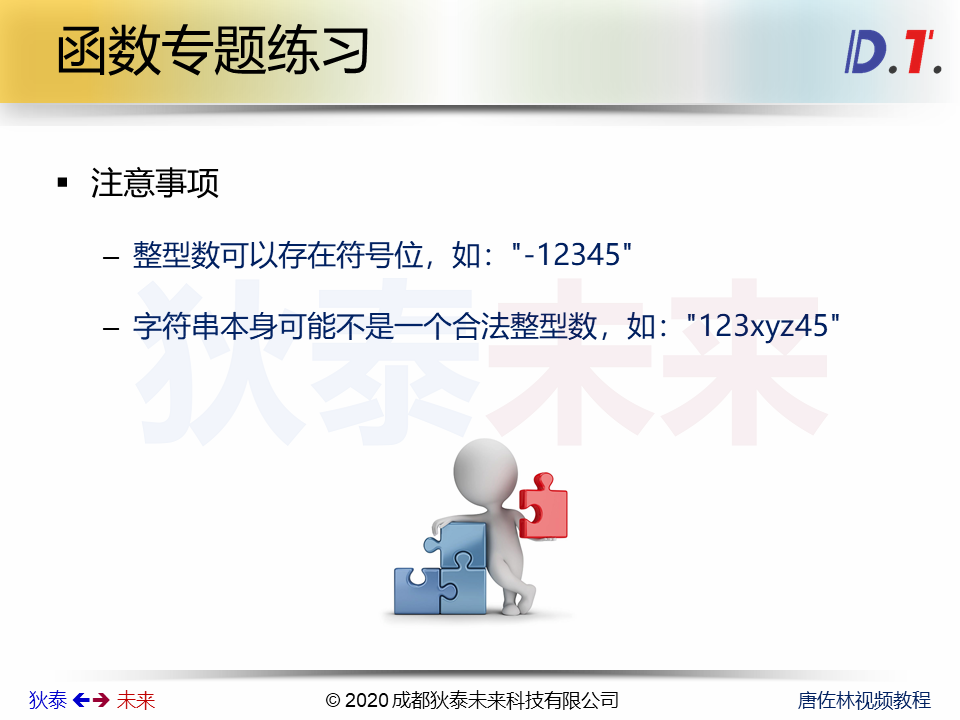 函数专题练习
D.T.
注意事项
– 整型数可以存在符号位，如："-12345"
– 字符串本身可能不是一个合法整型数，如："123xyz45"
狄泰未来
狄泰 未来
© 2020 成都狄泰未来科技有限公司
唐佐林视频教程